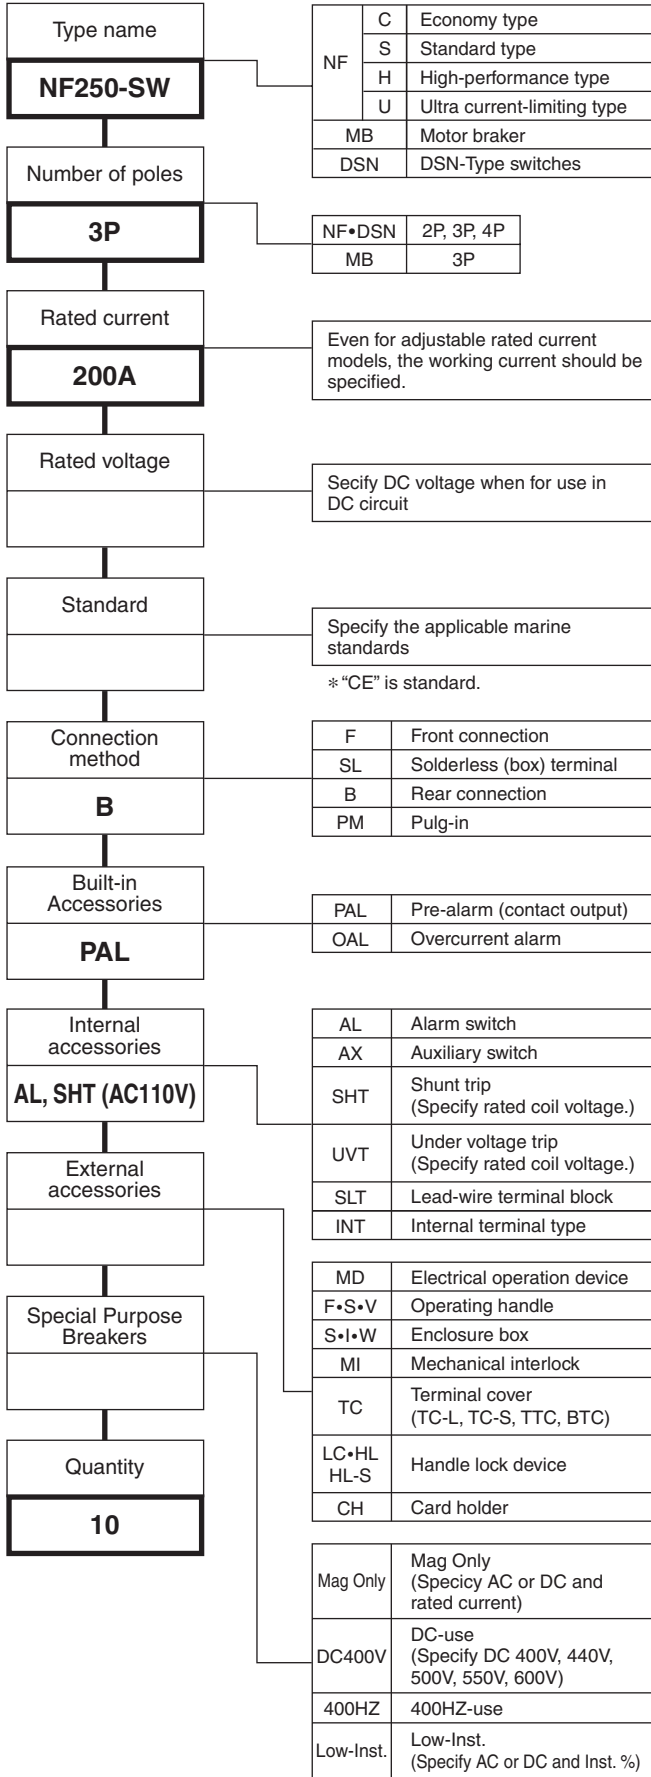 Type name
NF250-SW
NF
C Economy type
S Standard type
H High-performance type
U Ultra current-limiting type
MB Motor braker
DSN DSN-Type switches
Number of poles
3P
NF•DSN 2P, 3P, 4P
MB 3P
Rated current
200A
Even for adjustable rated current
models, the working current should be
specified.
Rated voltage
Secify DC voltage when for use in
DC circuit
Standard
Specify the applicable marine
standards
＊“CE” is standard.
Connection
method
B
F Front connection
SL Solderless (box) terminal
B Rear connection
PM Pulg-in
Built-in
Accessories
PAL
PAL Pre-alarm (contact output)
OAL Overcurrent alarm
Internal
accessories
AL, SHT (AC110V)
AL Alarm switch
AX Auxiliary switch
SHT Shunt trip
(Specify rated coil voltage.)
UVT Under voltage trip
(Specify rated coil voltage.)
SLT Lead-wire terminal block
INT Internal terminal type
External
accessories
MD Electrical operation device
F•S•V Operating handle
S•I•W Enclosure box
MI Mechanical interlock
TC Terminal cover
(TC-L, TC-S, TTC, BTC)
LC•HL
HL-S
Handle lock device
CH Card holder
Special Purpose
Breakers
Mag Only
Mag Only
(Specicy AC or DC and
rated current)
DC400V
DC-use
(Specify DC 400V, 440V,
500V, 550V, 600V)
400HZ 400HZ-use
Low-Inst.
Low-Inst.
(Specify AC or DC and Inst. %)
Quantity
10